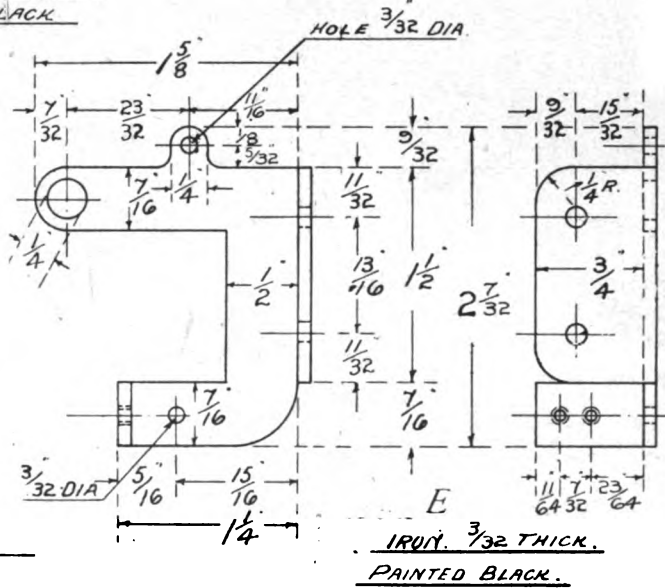 LACK
HOLE 3/32" DIA
1 5/8"
7/32" 23/32" 11/16"
1/8"
5/32"
9/32"
9/32" 15/32"
7/16" 1/4"
11/32"
1/4" R.
1/4"
1/2" 13/16" 1 1/2" 2 7/32" 3/4"
11/32"
7/16" 7/16"
3/32" DIA
5/16" 15/16"
11/64" 7/32" 23/64"
1 1/4"
E
IRON. 3/32" THICK.
PAINTED BLACK.